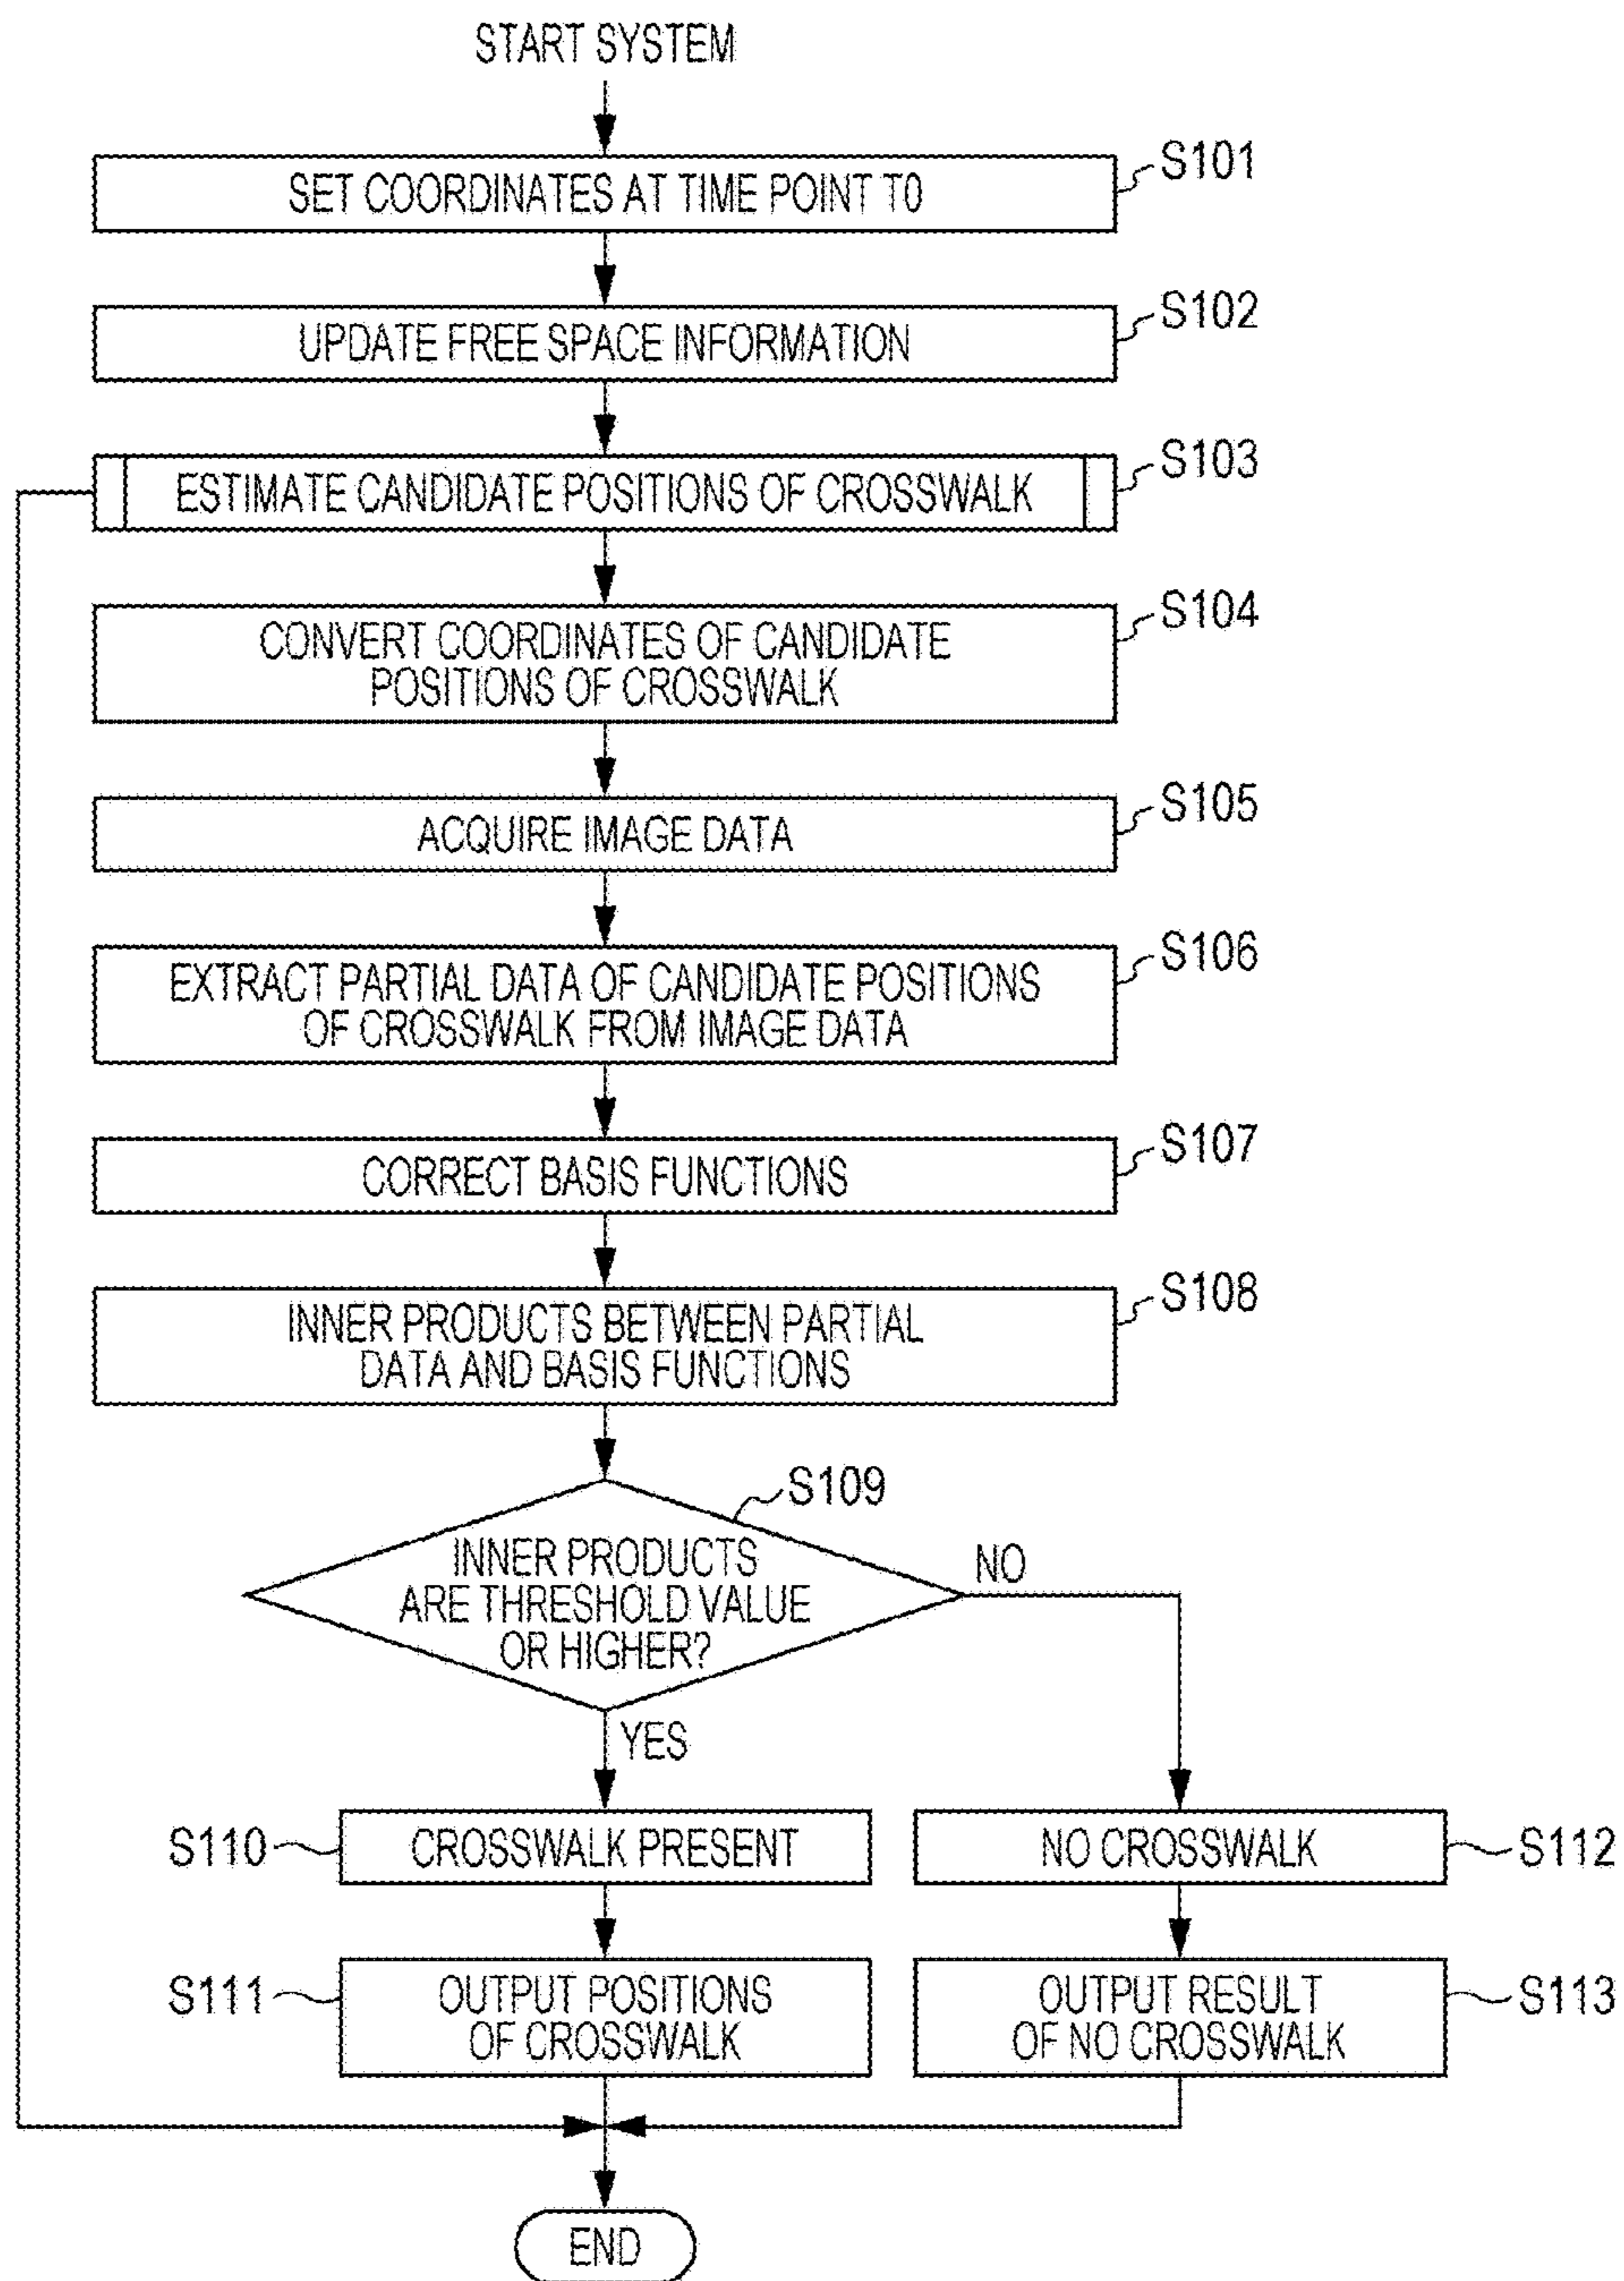 START SYSTEM
S101
SET COORDINATES AT TIME POINT T0
S102
UPDATE FREE SPACE INFORMATION
S103
ESTIMATE CANDIDATE POSITIONS OF CROSSWALK
S104
CONVERT COORDINATES OF CANDIDATE
POSITIONS OF CROSSWALK
S105
ACQUIRE IMAGE DATA
S106
EXTRACT PARTIAL DATA OF CANDIDATE POSITIONS
OF CROSSWALK FROM IMAGE DATA
S107
CORRECT BASIS FUNCTIONS
S108
INNER PRODUCTS BETWEEN PARTIAL
DATA AND BASIS FUNCTIONS
S109
INNER PRODUCTS
ARE THRESHOLD VALUE
OR HIGHER?
NO
YES
S110
CROSSWALK PRESENT
NO CROSSWALK
S112
S111
OUTPUT POSITIONS
OF CROSSWALK
OUTPUT RESULT
OF NO CROSSWALK
S113
END